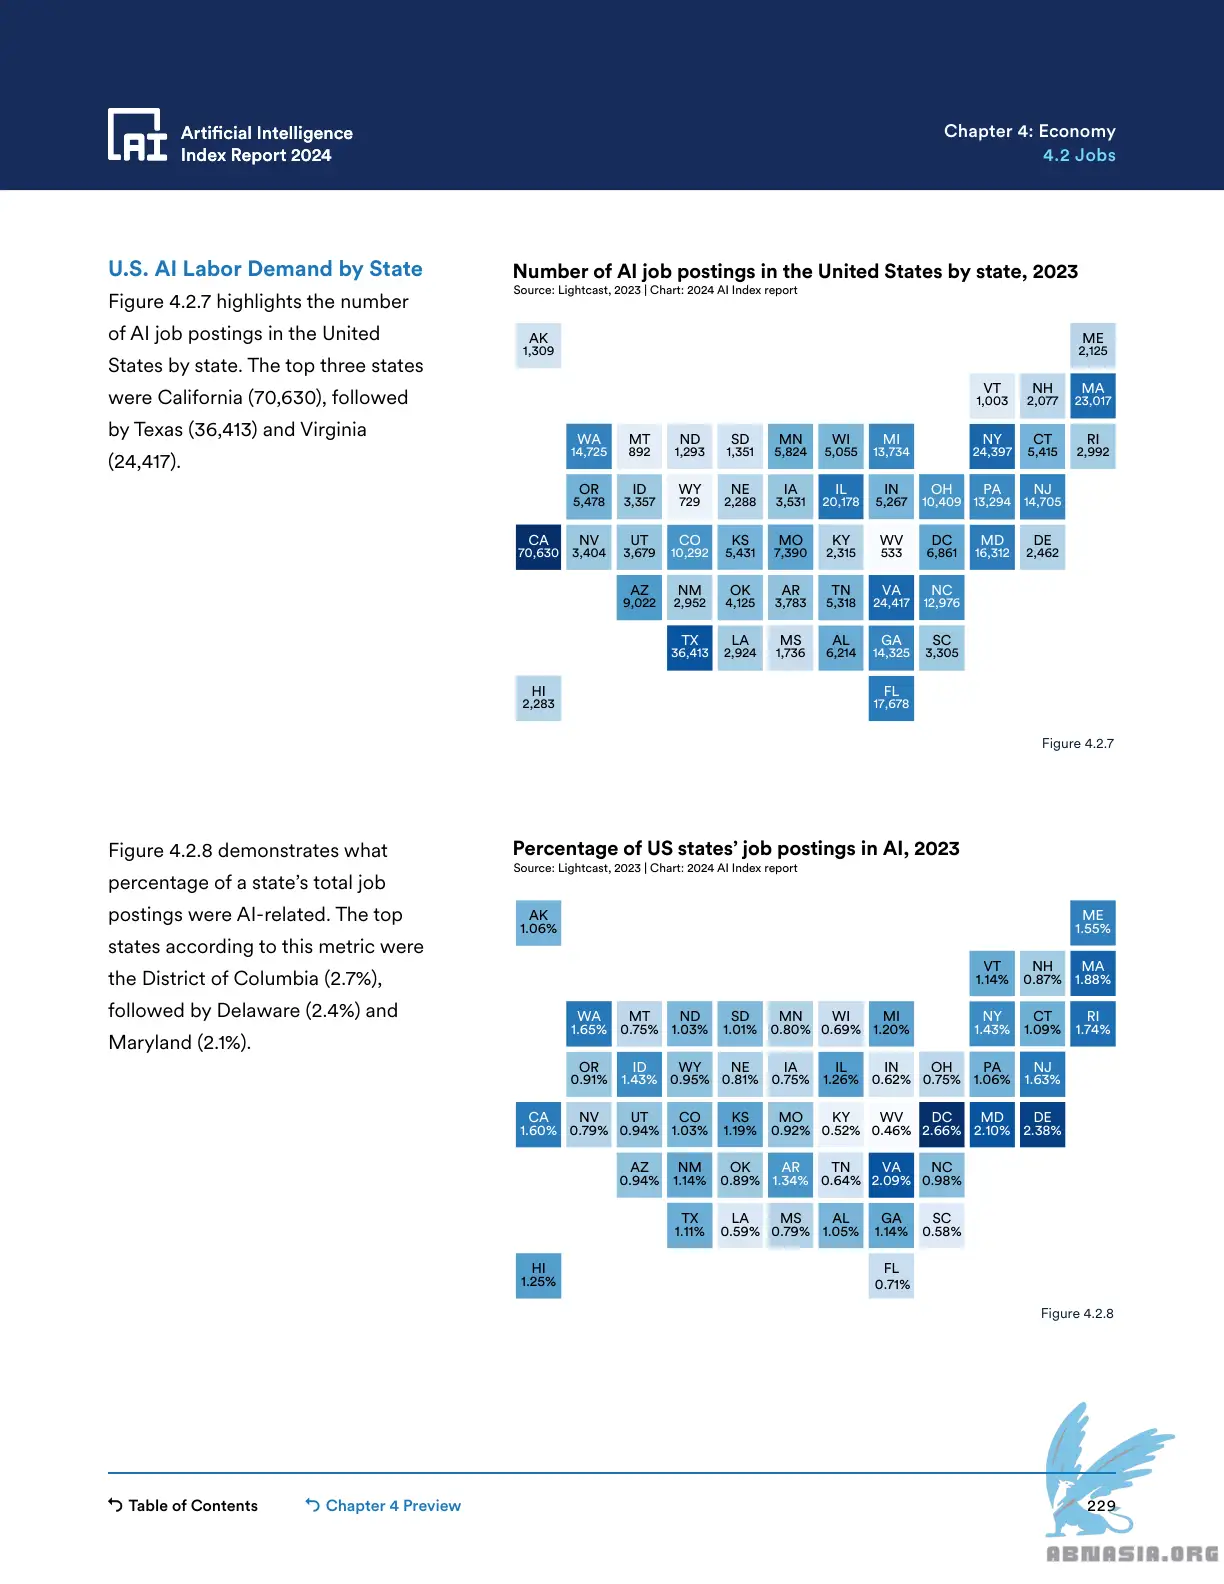 Artificial Intelligence
Index Report 2024
Chapter 4: Economy
4.2 Jobs
U.S. AI Labor Demand by State
Figure 4.2.7 highlights the number
of AI job postings in the United
States by state. The top three states
were California (70,630), followed
by Texas (36,413) and Virginia
(24,417).
Number of AI job postings in the United States by state, 2023
Source: Lightcast, 2023 | Chart: 2024 AI Index report
AK ME
1,309 2,125
VT NH MA
1,003 2,077 23,017
WA MT ND SD MN WI MI NY CT RI
14,725 892 1,293 1,351 5,824 5,055 13,734 24,397 5,415 2,992
OR ID WY NE IA IL IN OH PA NJ
5,478 3,357 729 2,288 3,531 20,178 5,267 10,409 13,294 14,705
CA NV UT CO KS MO KY WV DC MD DE
70,630 3,404 3,679 10,292 5,431 7,390 2,315 533 6,861 16,312 2,462
AZ NM OK AR TN VA NC
9,022 2,952 4,125 3,783 5,318 24,417 12,976
TX LA MS AL GA SC
36,413 2,924 1,736 6,214 14,325 3,305
HI FL
2,283 17,678
Figure 4.2.7
Figure 4.2.8 demonstrates what
percentage of a state's total job
postings were AI-related. The top
states according to this metric were
the District of Columbia (2.7%),
followed by Delaware (2.4%) and
Maryland (2.1%).
Percentage of US states' job postings in AI, 2023
Source: Lightcast, 2023 | Chart: 2024 AI Index report
AK ME
1.06% 1.55%
VT NH MA
1.14% 0.87% 1.88%
WA MT ND SD MN WI MI NY CT RI
1.65% 0.75% 1.03% 1.01% 0.80% 0.69% 1.20% 1.43% 1.09% 1.74%
OR ID WY NE IA IL IN OH PA NJ
0.91% 1.43% 0.95% 0.81% 0.75% 1.26% 0.62% 0.75% 1.06% 1.63%
CA NV UT CO KS MO KY WV DC MD DE
1.60% 0.79% 0.94% 1.03% 1.19% 0.92% 0.52% 0.46% 2.66% 2.10% 2.38%
AZ NM OK AR TN VA NC
0.94% 1.14% 0.89% 1.34% 0.64% 2.09% 0.98%
TX LA MS AL GA SC
1.11% 0.59% 0.79% 1.05% 1.14% 0.58%
HI FL
1.25% 0.71%
Figure 4.2.8
Table of Contents
Chapter 4 Preview
229
ABNASIA.ORG